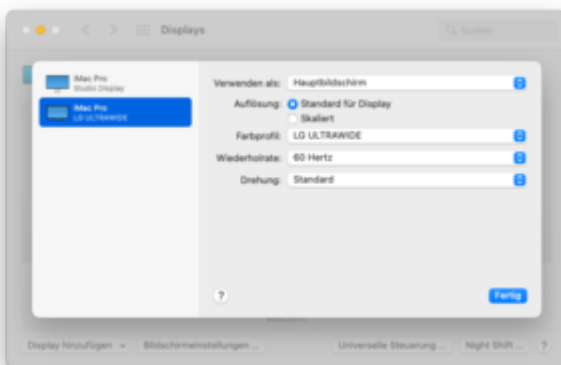 Displays
Suchen
iMac Pro
Studio Display
iMac Pro
LG ULTRAWIDE
Verwenden als: Hauptbildschirm
Auflösung: Standard für Display
Skaliert
Farbprofil: LG ULTRAWIDE
Wiederholrate: 60 Hertz
Drehung: Standard
? Fertig
Display hinzufügen Bildschirmeinstellungen ... Universelle Steuerung ... Night Shift ... ?